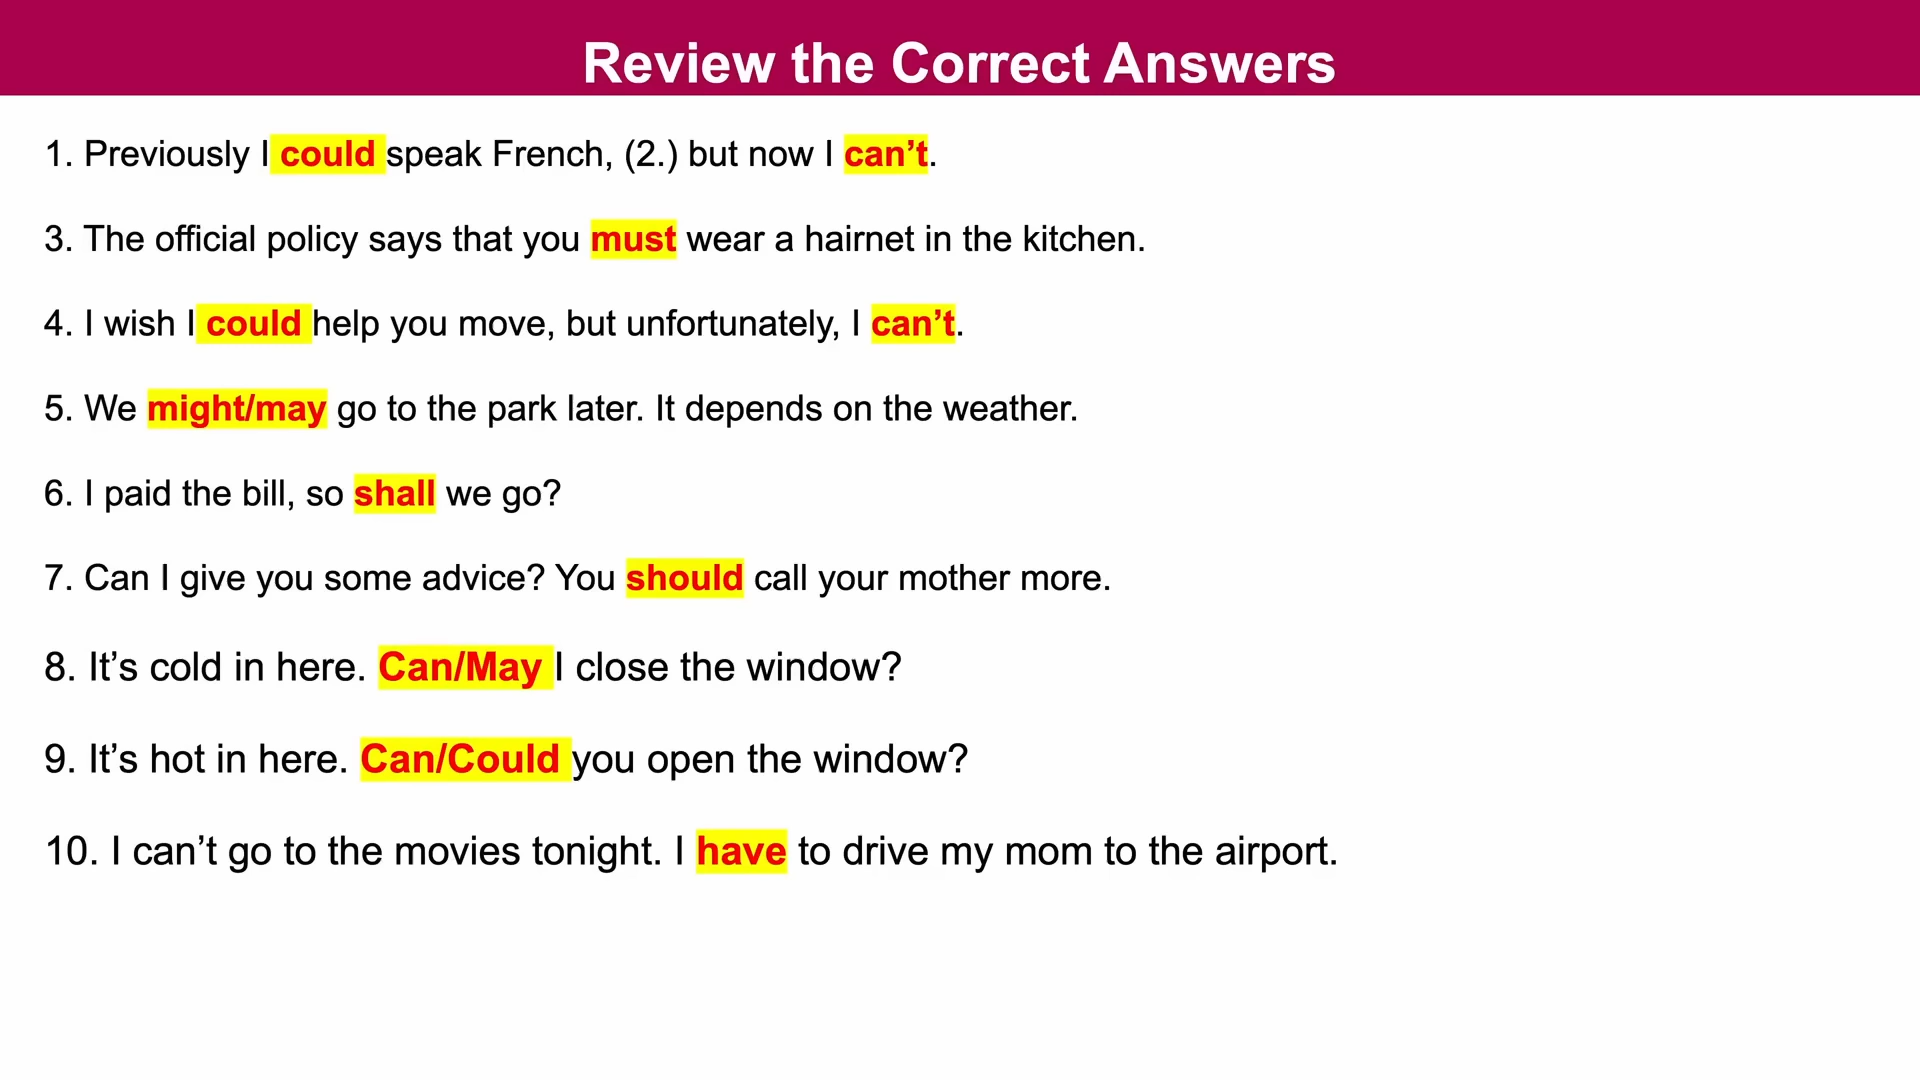 Review the Correct Answers
1. Previously I could speak French, (2.) but now I can’t.
3. The official policy says that you must wear a hairnet in the kitchen.
4. I wish I could help you move, but unfortunately, I can’t.
5. We might/may go to the park later. It depends on the weather.
6. I paid the bill, so shall we go?
7. Can I give you some advice? You should call your mother more.
8. It’s cold in here. Can/May I close the window?
9. It’s hot in here. Can/Could you open the window?
10. I can’t go to the movies tonight. I have to drive my mom to the airport.